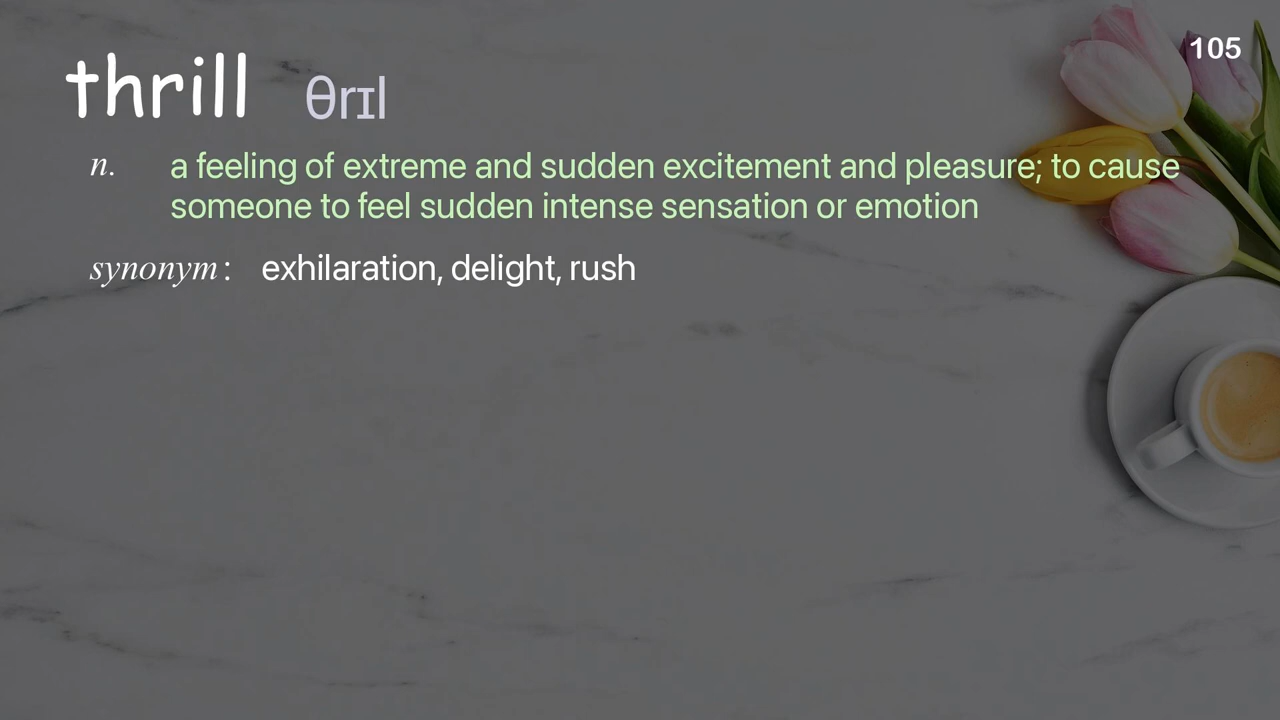 105
thrill θrɪl
n. a feeling of extreme and sudden excitement and pleasure; to cause
someone to feel sudden intense sensation or emotion
synonym: exhilaration, delight, rush